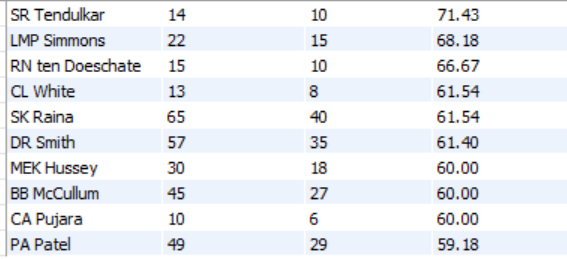 SR Tendulkar 14 10 71.43
LMP Simmons 22 15 68.18
RN ten Doeschate 15 10 66.67
CL White 13 8 61.54
SK Raina 65 40 61.54
DR Smith 57 35 61.40
MEK Hussey 30 18 60.00
BB McCullum 45 27 60.00
CA Pujara 10 6 60.00
PA Patel 49 29 59.18